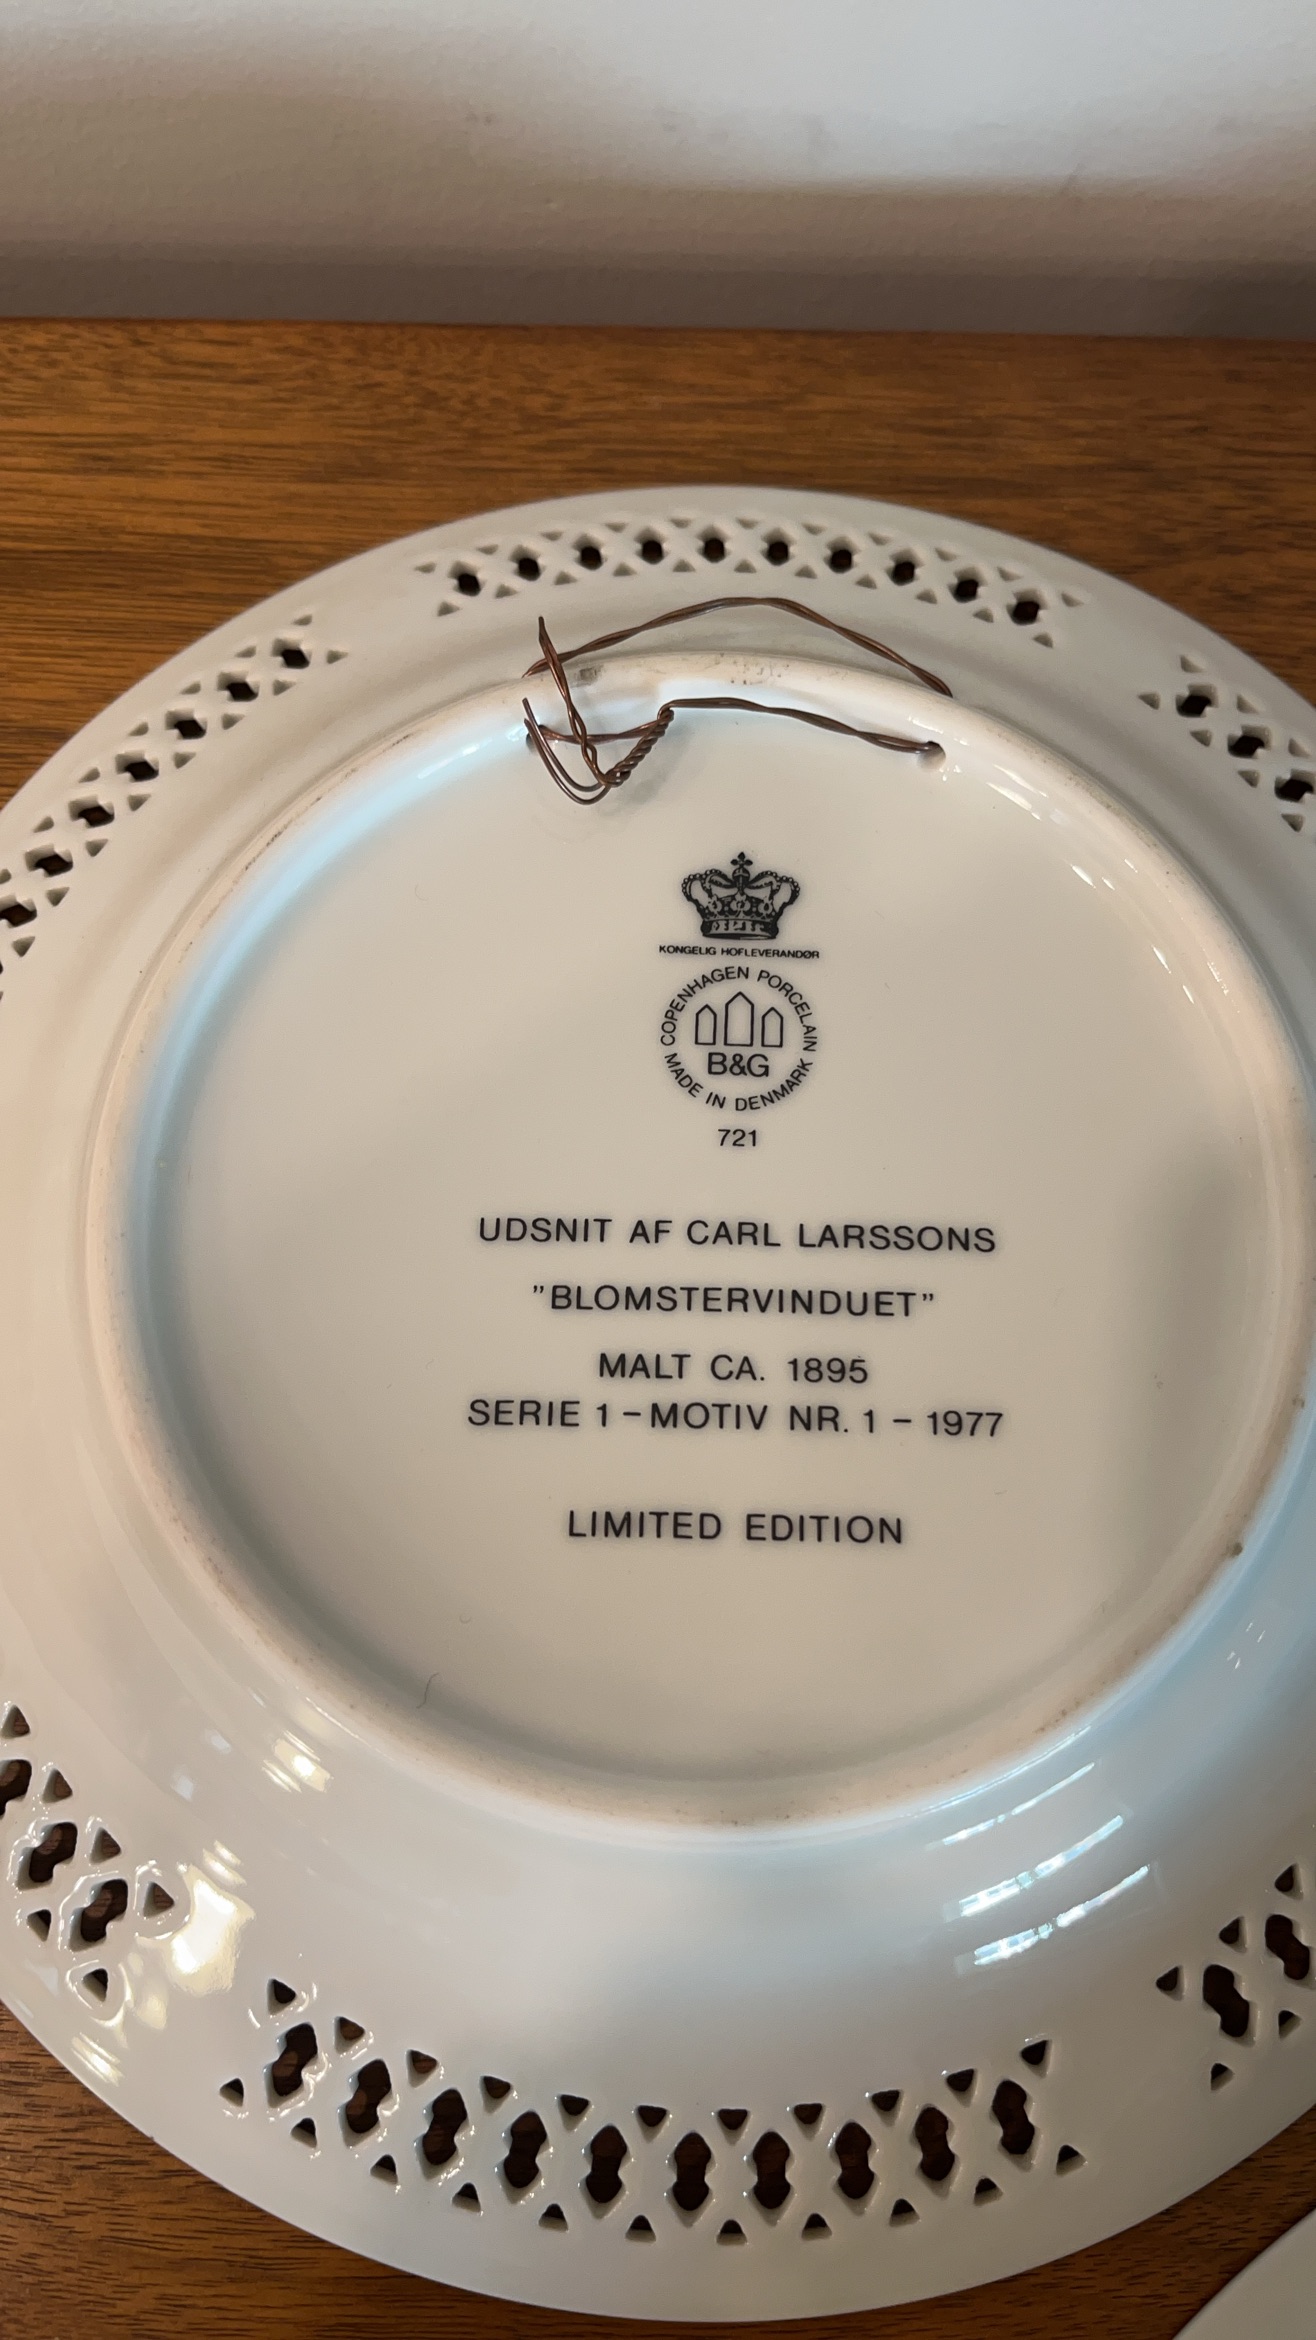 KONGELIG HOFLEVERANDØR
COPENHAGEN PORCELAIN
B&G
MADE IN DENMARK
721
UDSNIT AF CARL LARSSONS
”BLOMSTERVINDUET”
MALT CA. 1895
SERIE 1 – MOTIV NR. 1 – 1977
LIMITED EDITION